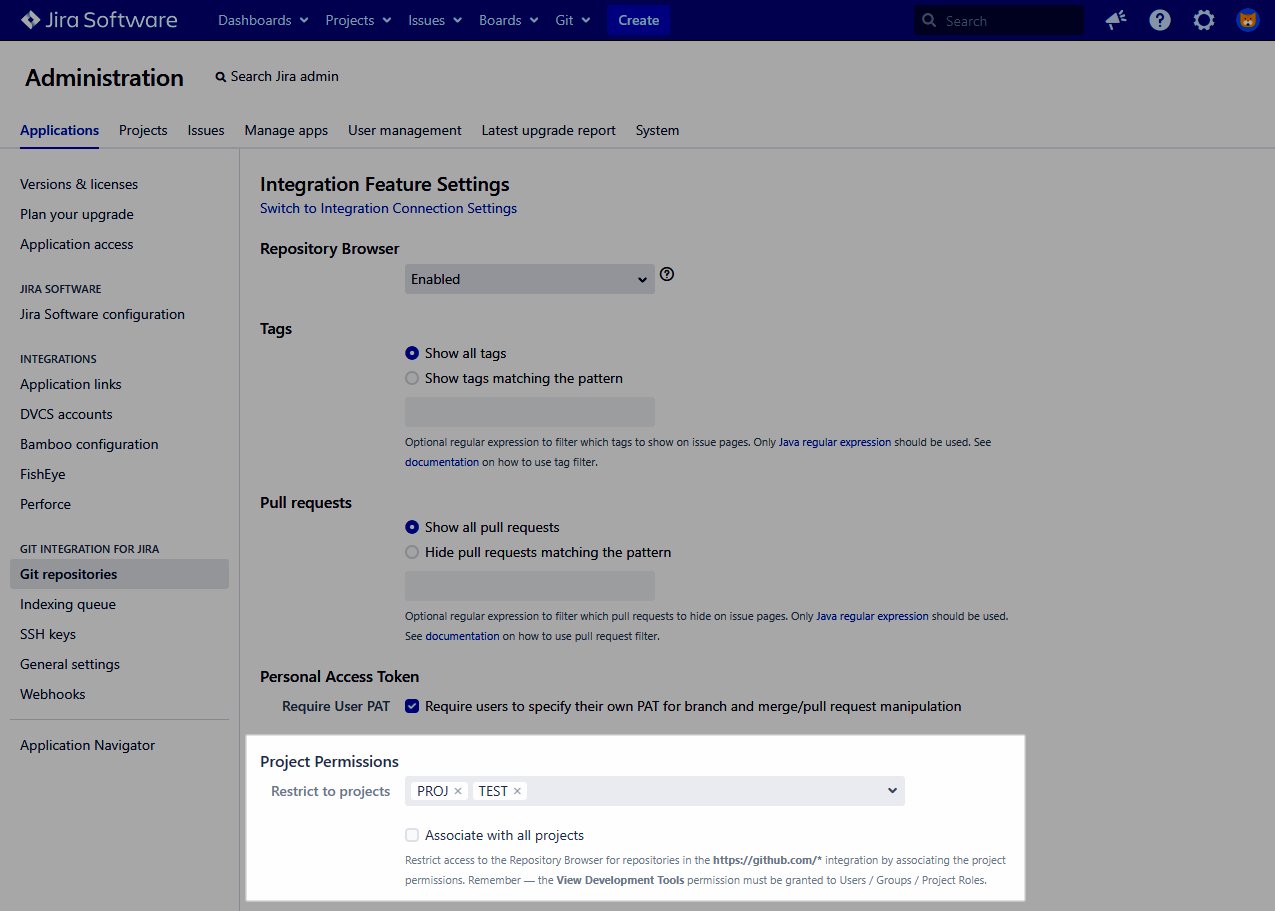 Jira Software Dashboards Projects Issues Boards Git Create Search
Administration Search Jira admin
Applications Projects Issues Manage apps User management Latest upgrade report System
Versions & licenses
Plan your upgrade
Application access
JIRA SOFTWARE
Jira Software configuration
INTEGRATIONS
Application links
DVCS accounts
Bamboo configuration
FishEye
Perforce
GIT INTEGRATION FOR JIRA
Git repositories
Indexing queue
SSH keys
General settings
Webhooks
Application Navigator
Integration Feature Settings
Switch to Integration Connection Settings
Repository Browser
Enabled
Tags
Show all tags
Show tags matching the pattern
Optional regular expression to filter which tags to show on issue pages. Only Java regular expression should be used. See
documentation on how to use tag filter.
Pull requests
Show all pull requests
Hide pull requests matching the pattern
Optional regular expression to filter which pull requests to hide on issue pages. Only Java regular expression should be used.
See documentation on how to use pull request filter.
Personal Access Token
Require User PAT Require users to specify their own PAT for branch and merge/pull request manipulation
Project Permissions
Restrict to projects PROJ × TEST ×
Associate with all projects
Restrict access to the Repository Browser for repositories in the https://github.com/* integration by associating the project
permissions. Remember — the View Development Tools permission must be granted to Users / Groups / Project Roles.